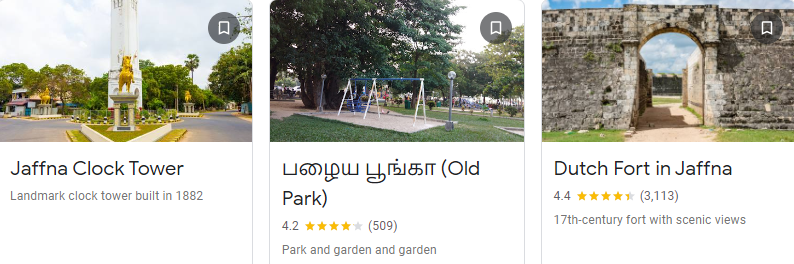 Jaffna Clock Tower
Landmark clock tower built in 1882
பழைய பூங்கா (Old
Park)
4.2 (509)
Park and garden and garden
Dutch Fort in Jaffna
4.4 (3,113)
17th-century fort with scenic views